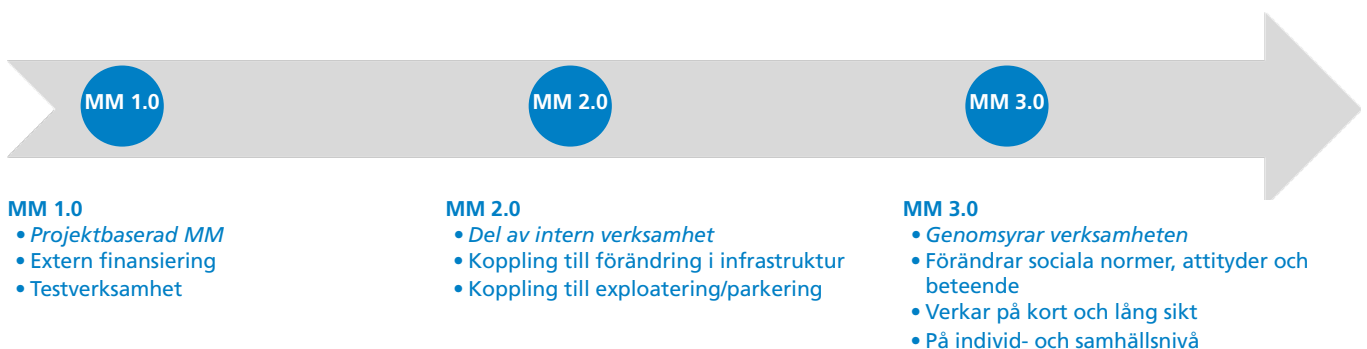 MM 1.0
MM 2.0
MM 3.0
MM 1.0
• Projektbaserad MM
• Extern finansiering
• Testverksamhet
MM 2.0
• Del av intern verksamhet
• Koppling till förändring i infrastruktur
• Koppling till exploatering/parkering
MM 3.0
• Genomsyrar verksamheten
• Förändrar sociala normer, attityder och
beteende
• Verkar på kort och lång sikt
• På individ- och samhällsnivå